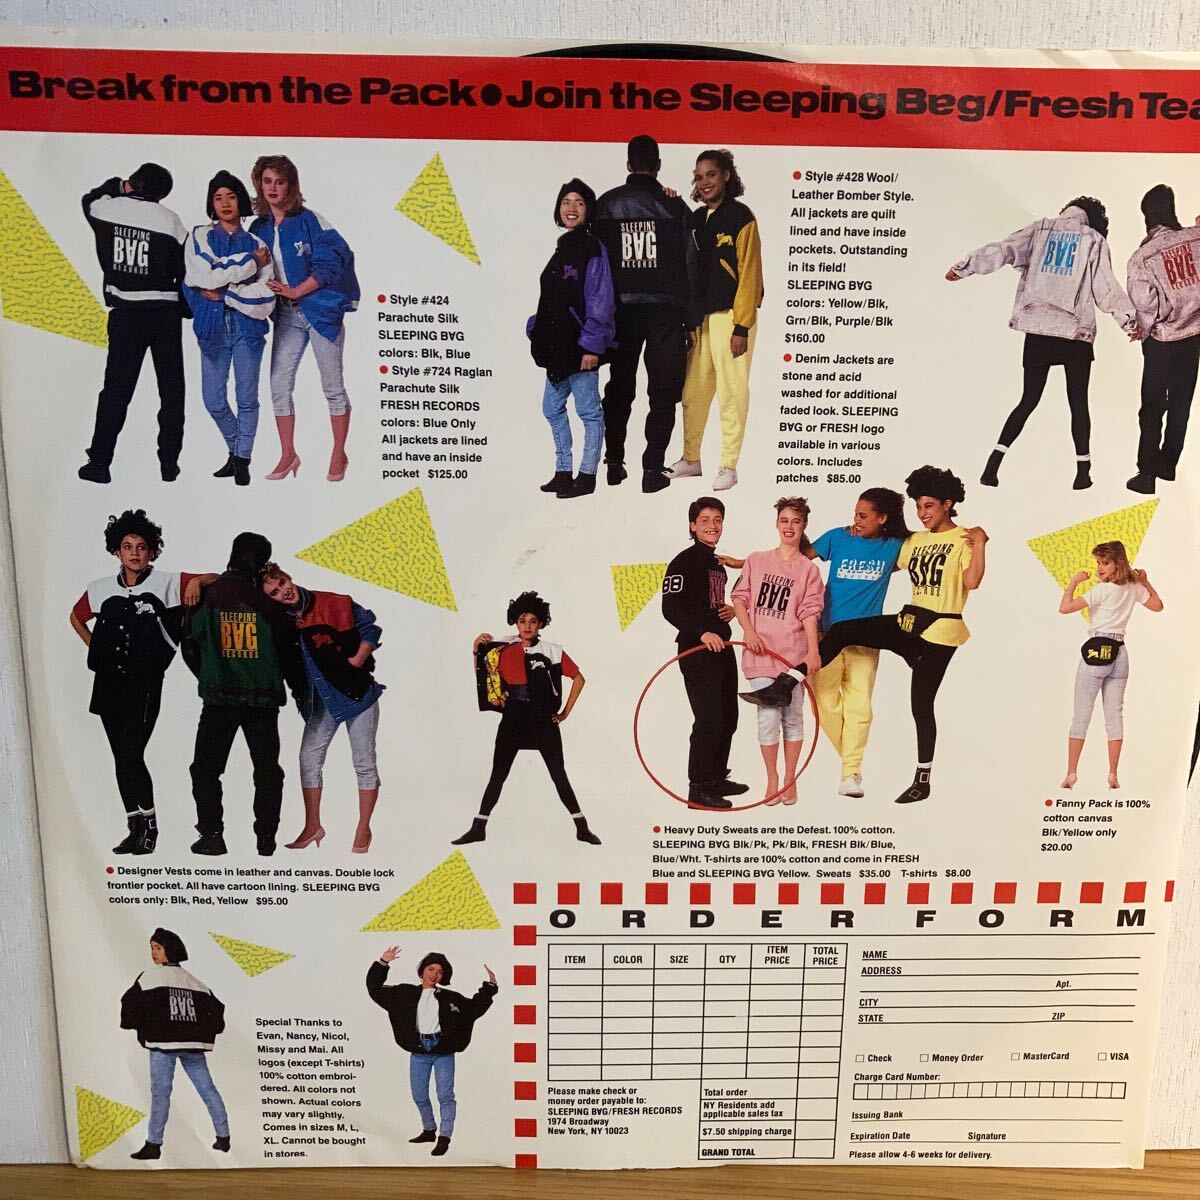 Break from the Pack●Join the Sleeping Bag/Fresh Tea
● Style #424
Parachute Silk
SLEEPING BAG
colors: Blk, Blue
● Style #724 Raglan
Parachute Silk
FRESH RECORDS
colors: Blue Only
All jackets are lined
and have an inside
pocket $125.00
● Style #428 Wool/
Leather Bomber Style.
All jackets are quilt
lined and have inside
pockets. Outstanding
in its field!
SLEEPING BAG
colors: Yellow/Blk,
Grn/Blk, Purple/Blk
$160.00
● Denim Jackets are
stone and acid
washed for additional
faded look. SLEEPING
BAG or FRESH logo
available in various
colors. Includes
patches $85.00
SLEEPING
BAG
RECORDS
SLEEPING
BAG
RECORDS
SLEEPING
BAG
RECORDS
SLEEPING
BAG
RECORDS
SLEEPING
BAG
RECORDS
88
SLEEPING
BAG
RECORDS
FRESH
RECORDS
SLEEPING
BAG
RECORDS
● Designer Vests come in leather and canvas. Double lock
frontier pocket. All have cartoon lining. SLEEPING BAG
colors only: Blk, Red, Yellow $95.00
● Heavy Duty Sweats are the Defest. 100% cotton.
SLEEPING BAG Blk/Pk, Pk/Blk, FRESH Blk/Blue,
Blue/Wht. T-shirts are 100% cotton and come in FRESH
Blue and SLEEPING BAG Yellow. Sweats $35.00 T-shirts $8.00
● Fanny Pack is 100%
cotton canvas
Blk/Yellow only
$20.00
SLEEPING
BAG
RECORDS
Special Thanks to
Evan, Nancy, Nicol,
Missy and Mai. All
logos (except T-shirts)
100% cotton embroi-
dered. All colors not
shown. Actual colors
may vary slightly.
Comes in sizes M, L,
XL. Cannot be bought
in stores.
ORDER FORM
ITEM COLOR SIZE QTY ITEM PRICE TOTAL PRICE
Please make check or
money order payable to:
SLEEPING BAG/FRESH RECORDS
1974 Broadway
New York, NY 10023
Total order
NY Residents add
applicable sales tax
$7.50 shipping charge
GRAND TOTAL
NAME
ADDRESS
Apt.
CITY
STATE ZIP
□ Check □ Money Order □ MasterCard □ VISA
Charge Card Number:
Issuing Bank
Expiration Date Signature
Please allow 4-6 weeks for delivery.